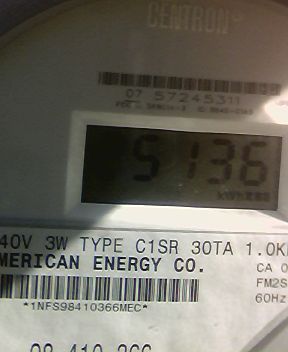 CENTRON®
07 57245311
5136
kWh
40V 3W TYPE C1SR 30TA 1.0K
MERICAN ENERGY CO.
CA 0
FM2S
*1NFS98410366MEC*
60Hz